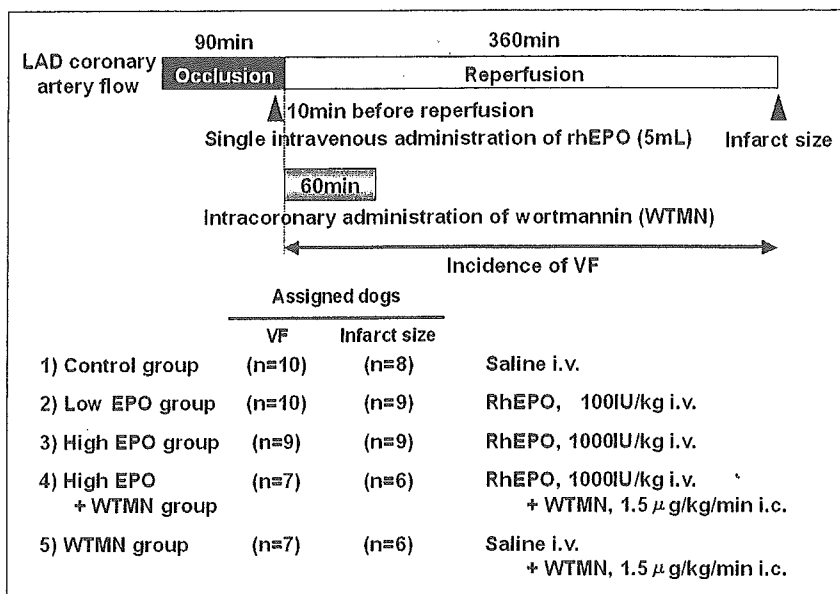 90min 360min
LAD coronary
artery flow
Occlusion Reperfusion
10min before reperfusion
Single intravenous administration of rhEPO (5mL) Infarct size
60min
Intracoronary administration of wortmannin (WTMN)
Incidence of VF
Assigned dogs
VF Infarct size
1) Control group (n=10) (n=8) Saline i.v.
2) Low EPO group (n=10) (n=9) RhEPO, 100IU/kg i.v.
3) High EPO group (n=9) (n=9) RhEPO, 1000IU/kg i.v.
4) High EPO (n=7) (n=6) RhEPO, 1000IU/kg i.v.
+ WTMN group + WTMN, 1.5 μg/kg/min i.c.
5) WTMN group (n=7) (n=6) Saline i.v.
+ WTMN, 1.5 μg/kg/min i.c.